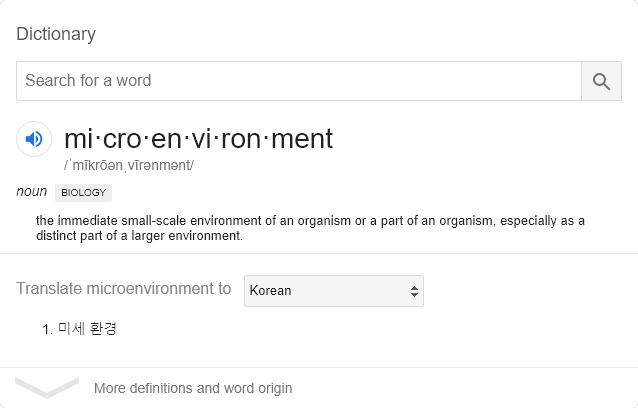 Dictionary
Search for a word
mi·cro·en·vi·ron·ment
/ˈmīkrōənˌvīrənmənt/
noun BIOLOGY
the immediate small-scale environment of an organism or a part of an organism, especially as a
distinct part of a larger environment.
Translate microenvironment to Korean
1. 미세 환경
More definitions and word origin